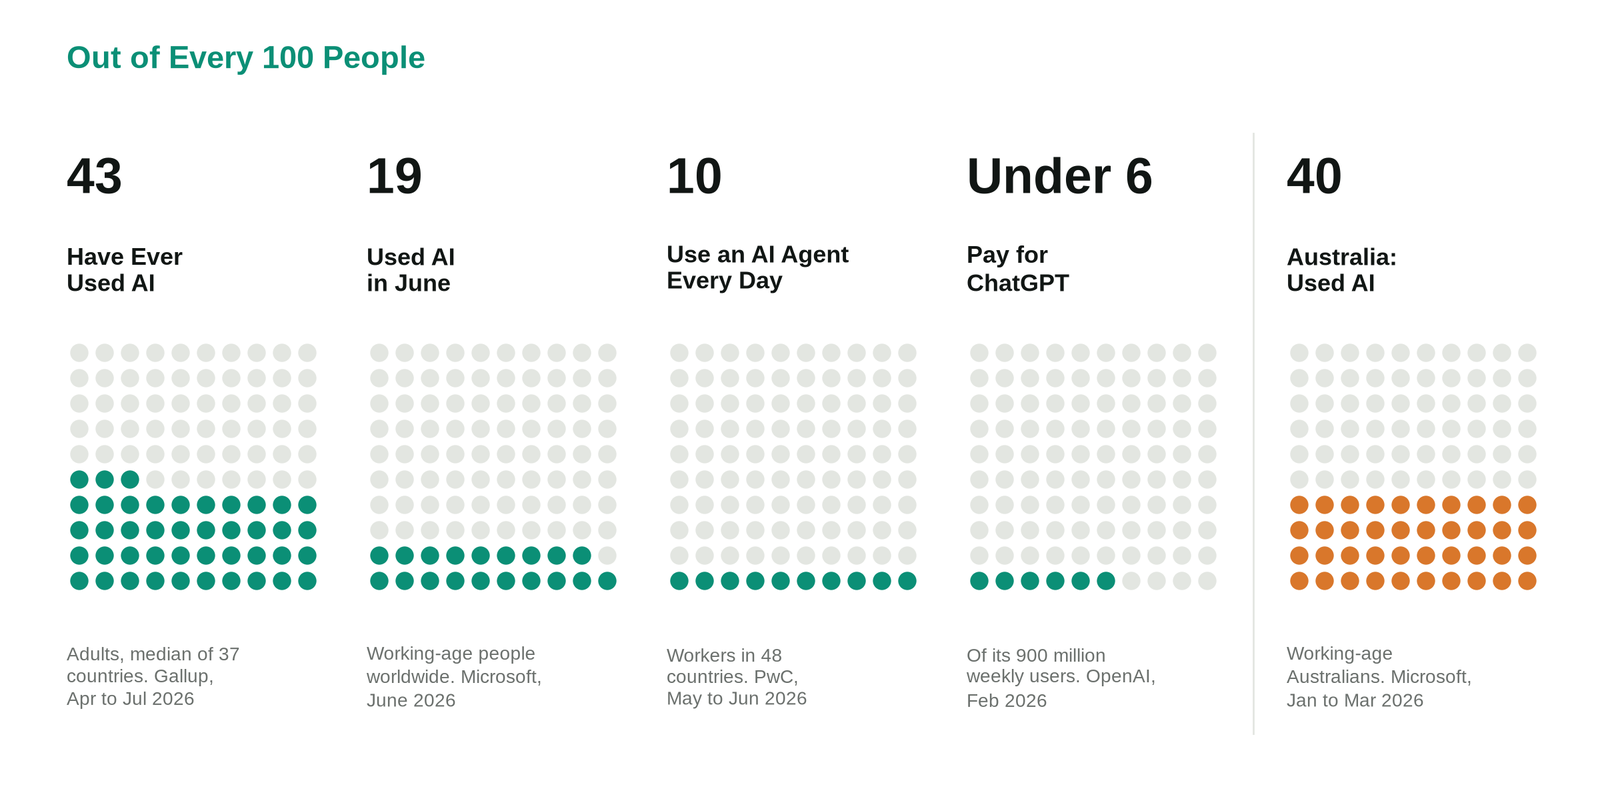 Out of Every 100 People
43
Have Ever
Used AI
Adults, median of 37
countries. Gallup,
Apr to Jul 2026
19
Used AI
in June
Working-age people
worldwide. Microsoft,
June 2026
10
Use an AI Agent
Every Day
Workers in 48
countries. PwC,
May to Jun 2026
Under 6
Pay for
ChatGPT
Of its 900 million
weekly users. OpenAI,
Feb 2026
40
Australia:
Used AI
Working-age
Australians. Microsoft,
Jan to Mar 2026